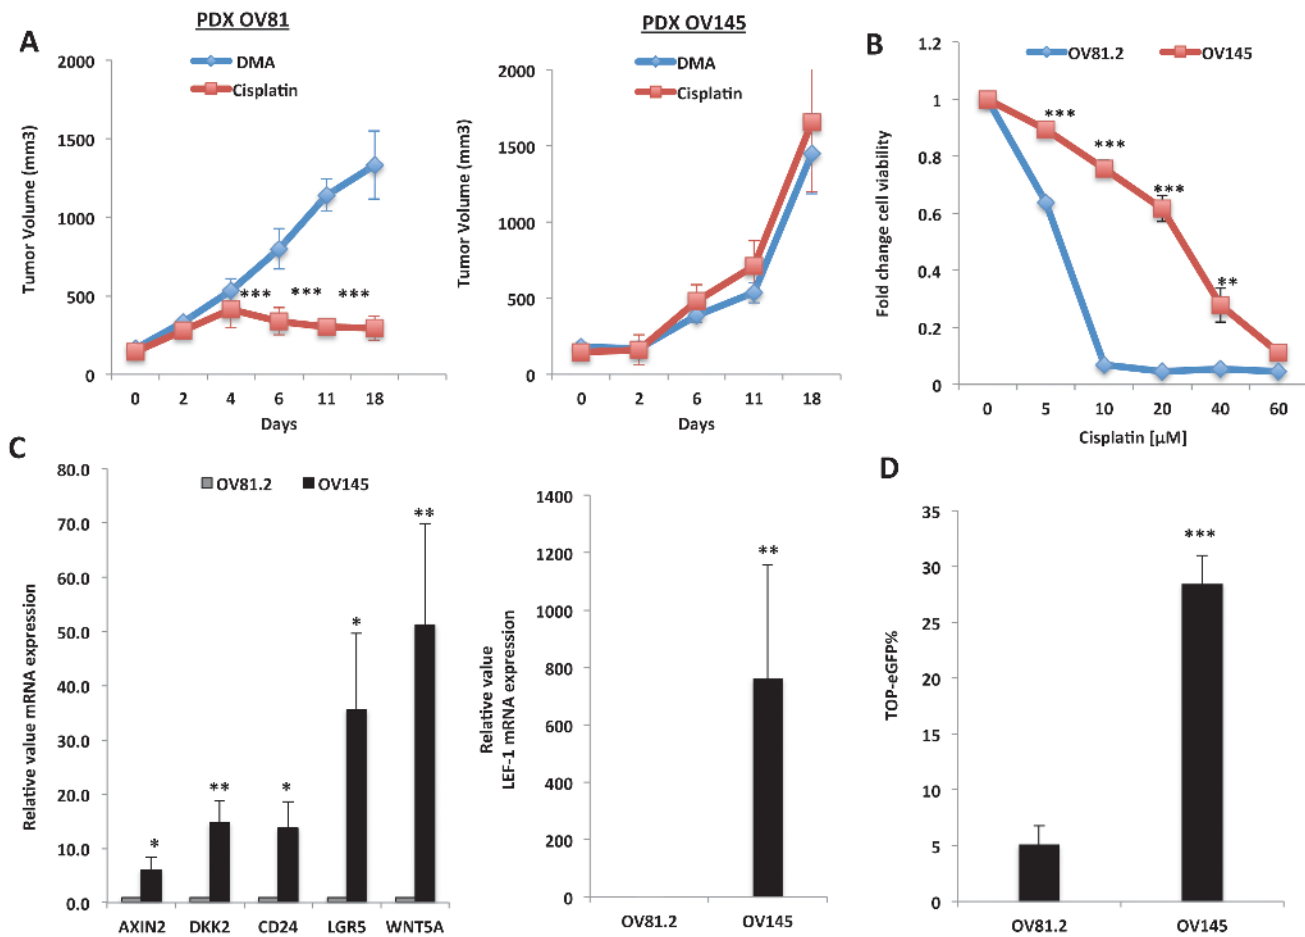 A
PDX OV81
DMA
Cisplatin
Tumor Volume (mm3)
2000
1500
1000
500
0
*** *** ***
0 2 4 6 11 18
Days
PDX OV145
DMA
Cisplatin
Tumor Volume (mm3)
2000
1500
1000
500
0
0 2 6 11 18
Days
B
OV81.2 OV145
Fold change cell viability
1.2
1
0.8
0.6
0.4
0.2
0
***
***
***
**
0 5 10 20 40 60
Cisplatin [µM]
C
OV81.2 OV145
Relative value mRNA expression
80.0
70.0
60.0
50.0
40.0
30.0
20.0
10.0
0.0
* ** * * **
AXIN2 DKK2 CD24 LGR5 WNT5A
Relative value
LEF-1 mRNA expression
1400
1200
1000
800
600
400
200
0
**
OV81.2 OV145
D
TOP-eGFP%
35
30
25
20
15
10
5
0
***
OV81.2 OV145